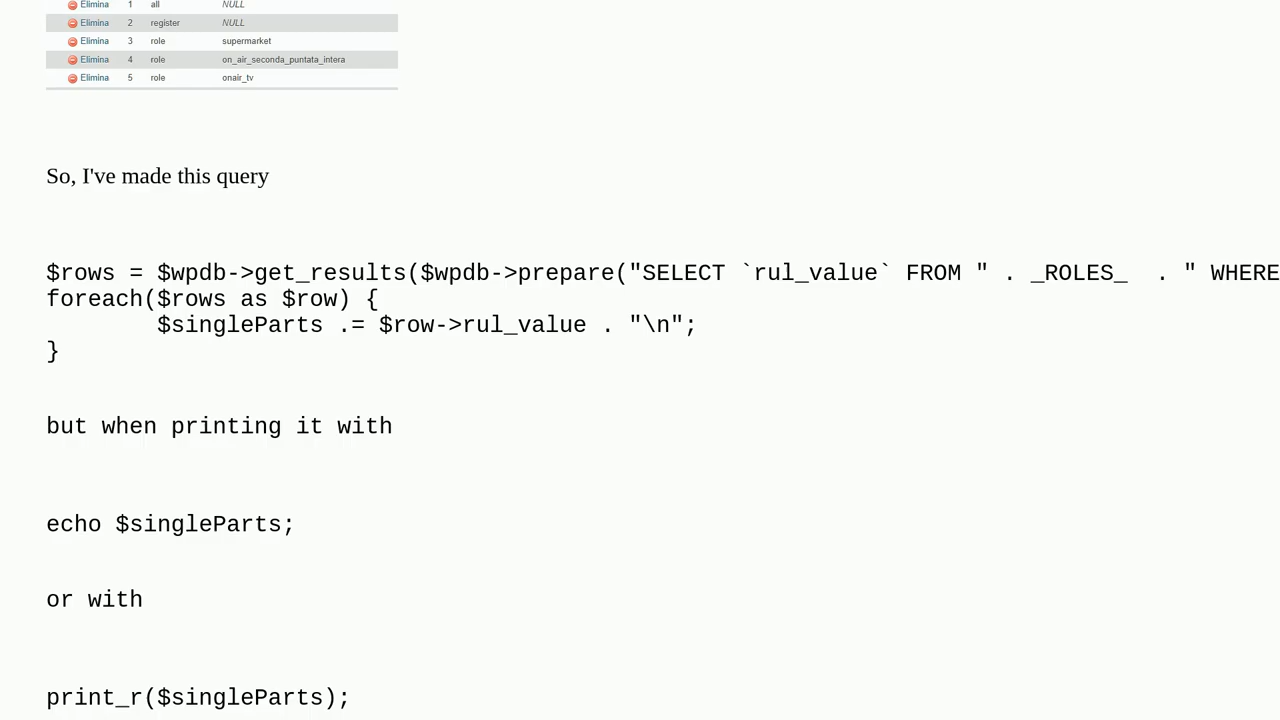 Elimina 1 all NULL
Elimina 2 register NULL
Elimina 3 role supermarket
Elimina 4 role on_air_seconda_puntata_intera
Elimina 5 role onair_tv
So, I've made this query
$rows = $wpdb->get_results($wpdb->prepare("SELECT `rul_value` FROM " . _ROLES_  . " WHERE
foreach($rows as $row) {
        $singleParts .= $row->rul_value . "\n";
}
but when printing it with
echo $singleParts;
or with
print_r($singleParts);